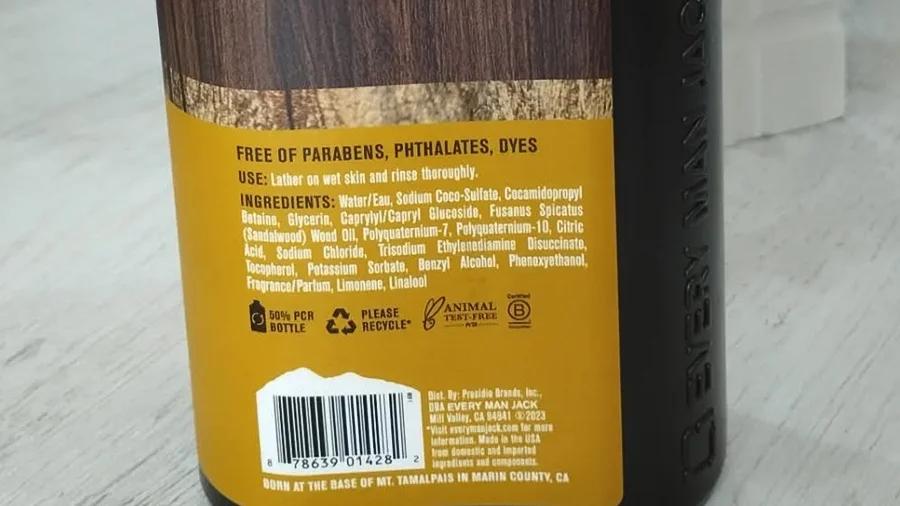 FREE OF PARABENS, PHTHALATES, DYES
USE: Lather on wet skin and rinse thoroughly.
INGREDIENTS: Water/Eau, Sodium Coco-Sulfate, Cocamidopropyl
Betaine, Glycerin, Caprylyl/Capryl Glucoside, Fusanus Spicatus
(Sandalwood) Wood Oil, Polyquaternium-7, Polyquaternium-10, Citric
Acid, Sodium Chloride, Trisodium Ethylenediamine Disuccinate,
Tocopherol, Potassium Sorbate, Benzyl Alcohol, Phenoxyethanol,
Fragrance/Parfum, Limonene, Linalool
50% PCR
BOTTLE
PLEASE
RECYCLE*
ANIMAL
TEST-FREE
Certified
B
Corporation
Dist. By: Presidio Brands, Inc.,
DBA EVERY MAN JACK
Mill Valley, CA 94941 ©2023
*Visit everymanjack.com for more
information. Made in the USA
from domestic and imported
ingredients and components.
8 78639 01428 2
BORN AT THE BASE OF MT. TAMALPAIS IN MARIN COUNTY, CA
EVERY MAN JAC